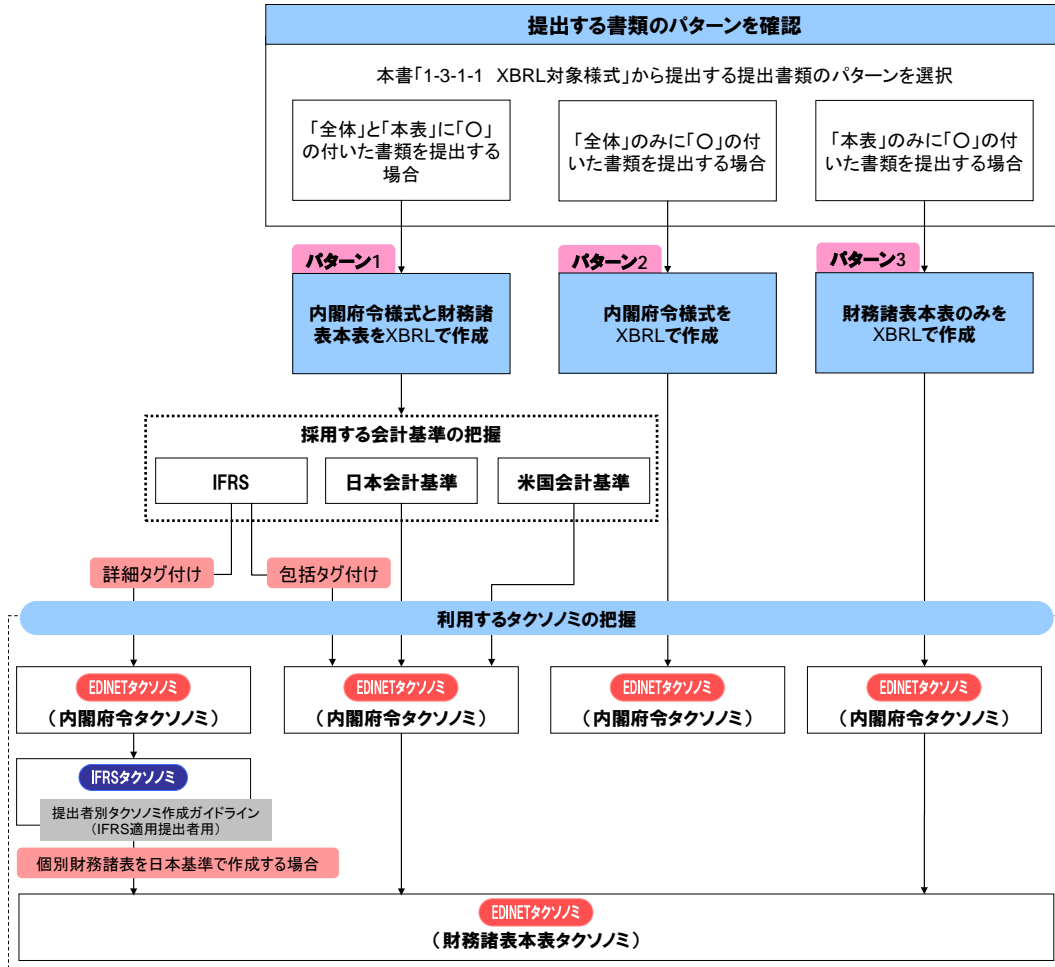 提出する書類のパターンを確認
本書「1-3-1-1 XBRL対象様式」から提出する提出書類のパターンを選択
「全体」と「本表」に「○」
の付いた書類を提出する
場合
「全体」のみに「○」の付
いた書類を提出する場合
「本表」のみに「○」の付
いた書類を提出する場合
パターン1
パターン2
パターン3
内閣府令様式と財務諸
表本表をXBRLで作成
内閣府令様式を
XBRLで作成
財務諸表本表のみを
XBRLで作成
採用する会計基準の把握
IFRS
日本会計基準
米国会計基準
詳細タグ付け
包括タグ付け
利用するタクソノミの把握
EDINETタクソノミ
（内閣府令タクソノミ）
EDINETタクソノミ
（内閣府令タクソノミ）
EDINETタクソノミ
（内閣府令タクソノミ）
EDINETタクソノミ
（内閣府令タクソノミ）
IFRSタクソノミ
提出者別タクソノミ作成ガイドライン
（IFRS適用提出者用）
個別財務諸表を日本基準で作成する場合
EDINETタクソノミ
（財務諸表本表タクソノミ）